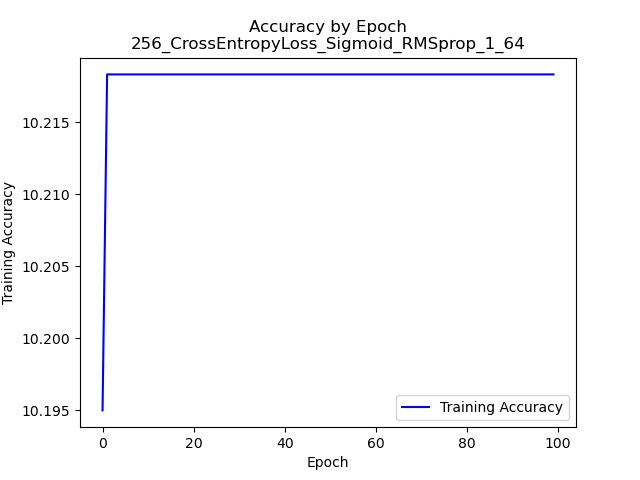 Accuracy by Epoch
256_CrossEntropyLoss_Sigmoid_RMSprop_1_64
10.215
10.210
10.205
10.200
10.195
Training Accuracy
Training Accuracy
0 20 40 60 80 100
Epoch